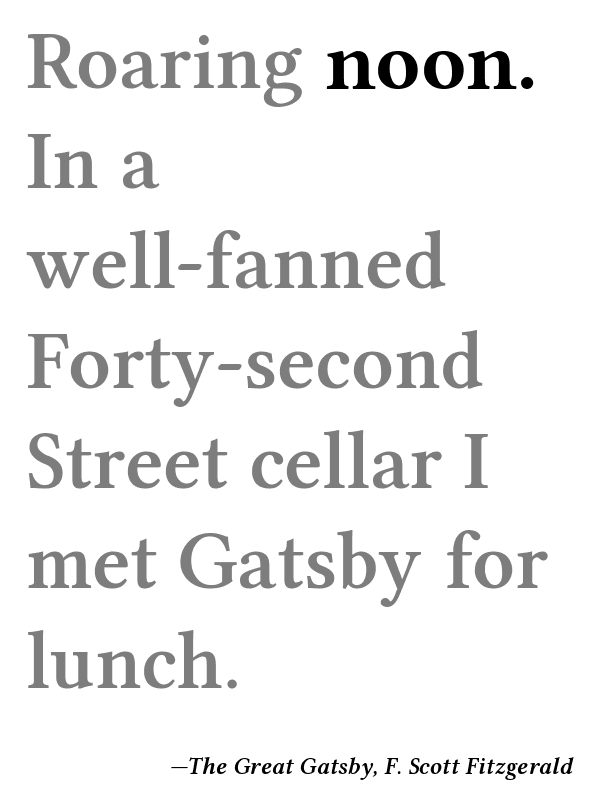 Roaring noon.
In a
well-fanned
Forty-second
Street cellar I
met Gatsby for
lunch.
—The Great Gatsby, F. Scott Fitzgerald